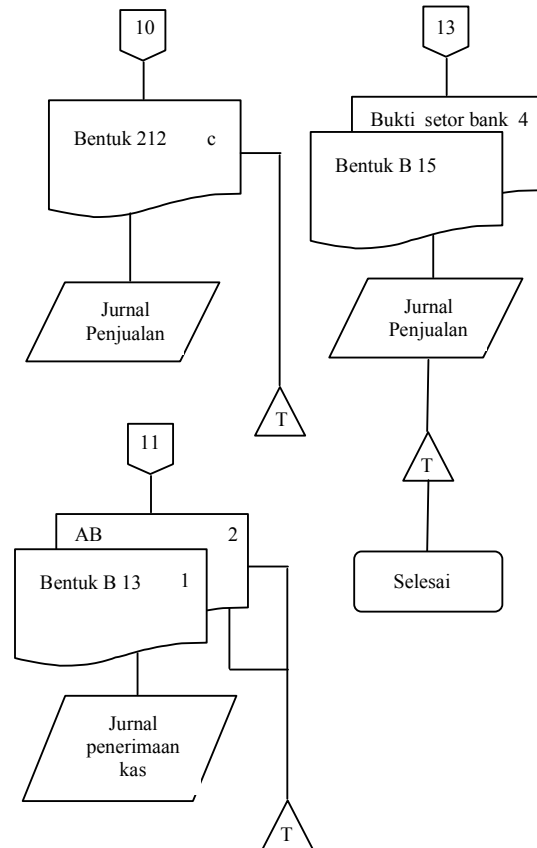 10
Bentuk 212 c
Jurnal
Penjualan
T
11
AB 2
Bentuk B 13 1
Jurnal
penerimaan
kas
T
13
Bukti setor bank 4
Bentuk B 15
Jurnal
Penjualan
T
Selesai